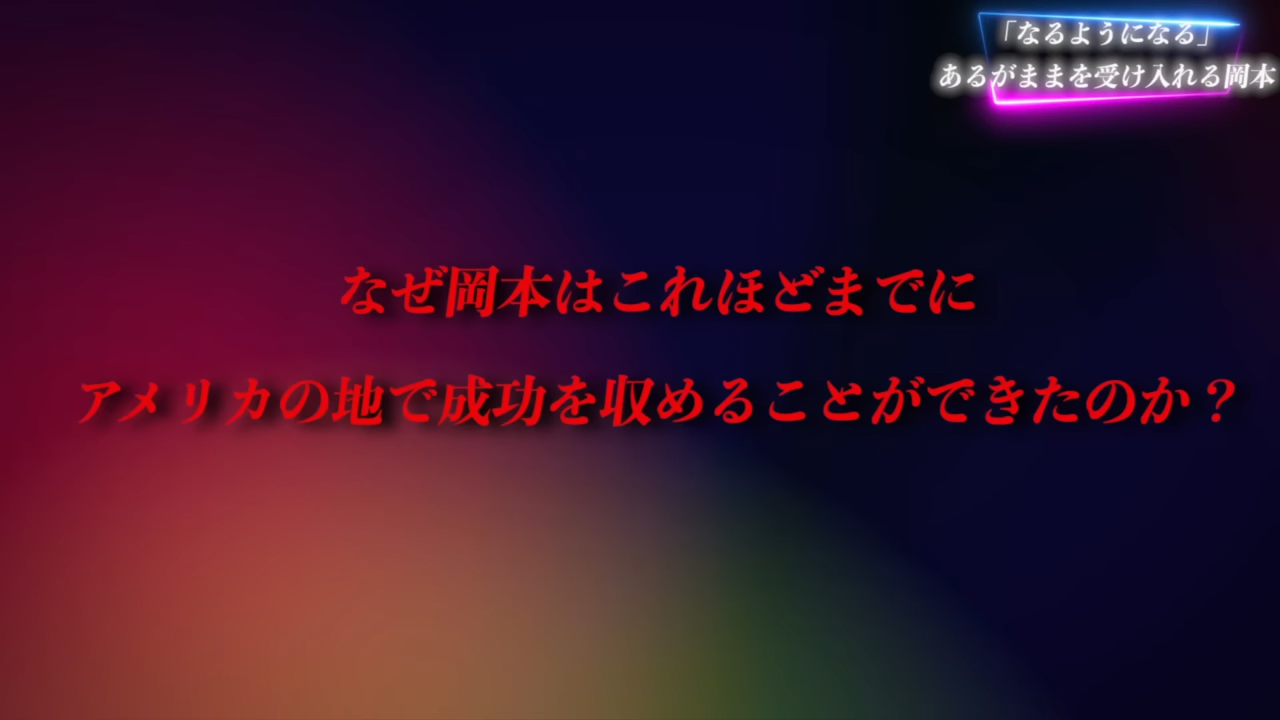 「なるようになる」
あるがままを受け入れる岡本
なぜ岡本はこれほどまでに
アメリカの地で成功を収めることができたのか？